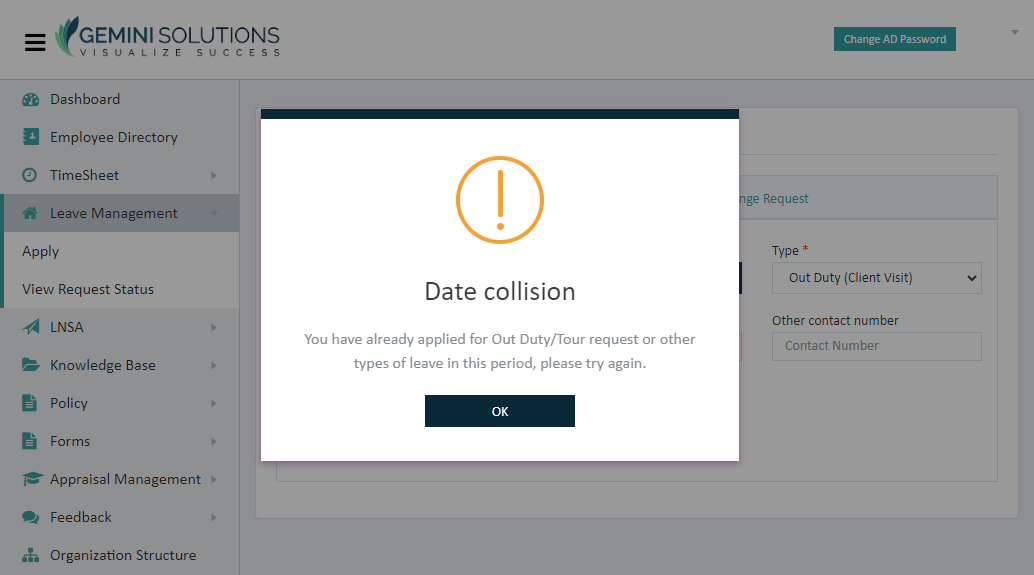 GEMINI SOLUTIONS
VISUALIZE SUCCESS
Change AD Password
Dashboard
Employee Directory
TimeSheet
Leave Management
Apply
View Request Status
LNSA
Knowledge Base
Policy
Forms
Appraisal Management
Feedback
Organization Structure
Date collision
You have already applied for Out Duty/Tour request or other
types of leave in this period, please try again.
OK
Request
Type *
Out Duty (Client Visit)
Other contact number
Contact Number